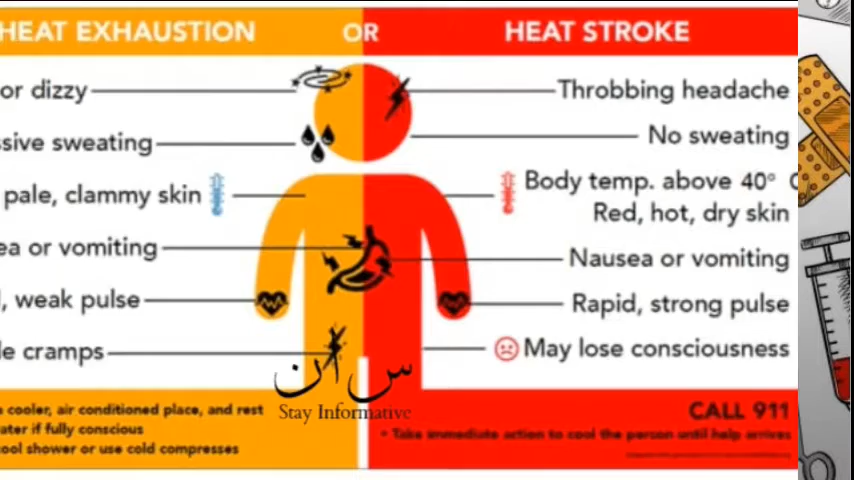 HEAT EXHAUSTION OR HEAT STROKE
or dizzy
Throbbing headache
ssive sweating
No sweating
pale, clammy skin
Body temp. above 40°
Red, hot, dry skin
ea or vomiting
Nausea or vomiting
, weak pulse
Rapid, strong pulse
le cramps
May lose consciousness
س ان
Stay Informative
a cooler, air conditioned place, and rest
ater if fully conscious
cool shower or use cold compresses
CALL 911
• Take immediate action to cool the person until help arrives